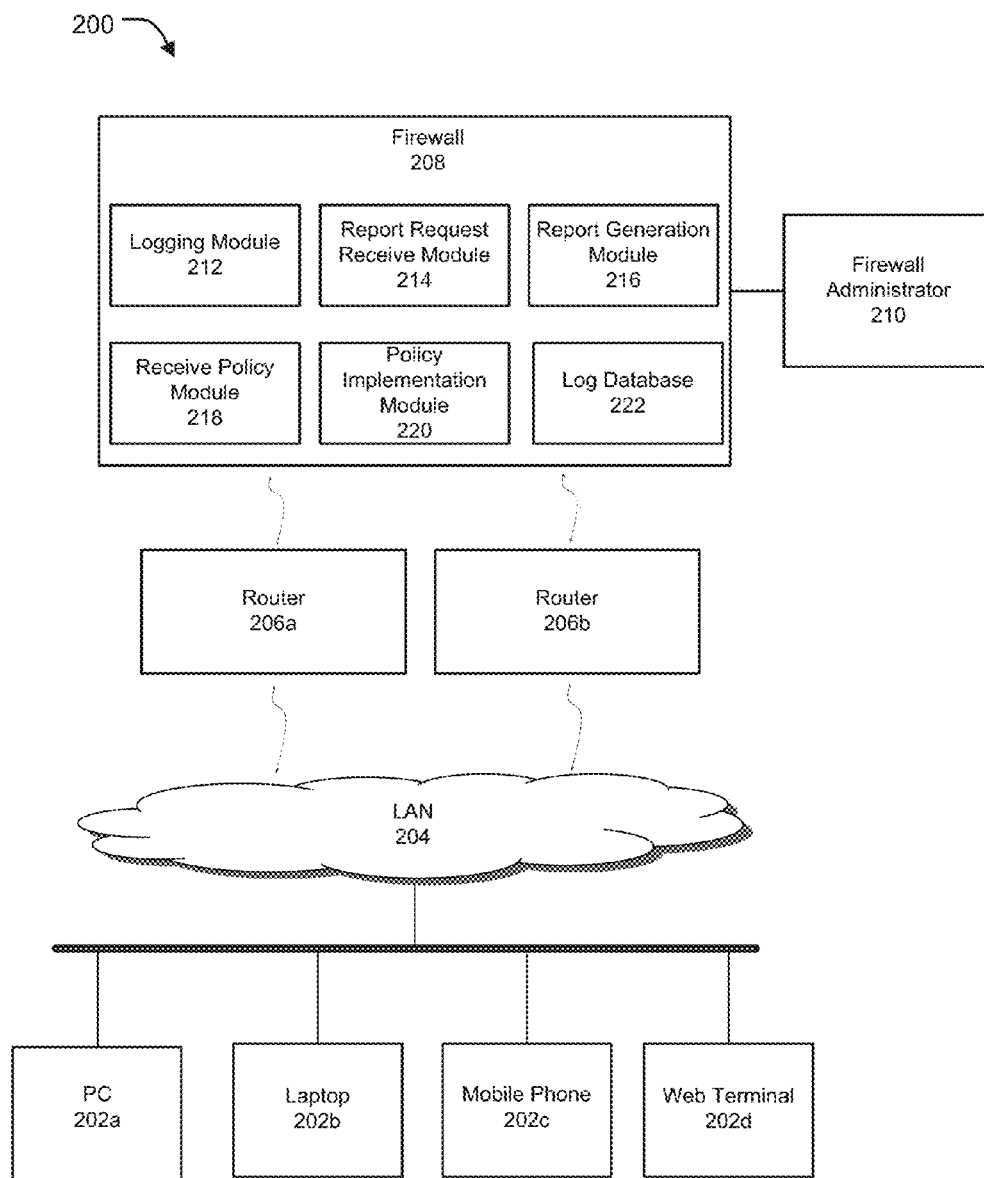 200
Firewall
208
Logging Module
212
Report Request
Receive Module
214
Report Generation
Module
216
Firewall
Administrator
210
Receive Policy
Module
218
Policy
Implementation
Module
220
Log Database
222
Router
206a
Router
206b
LAN
204
PC
202a
Laptop
202b
Mobile Phone
202c
Web Terminal
202d